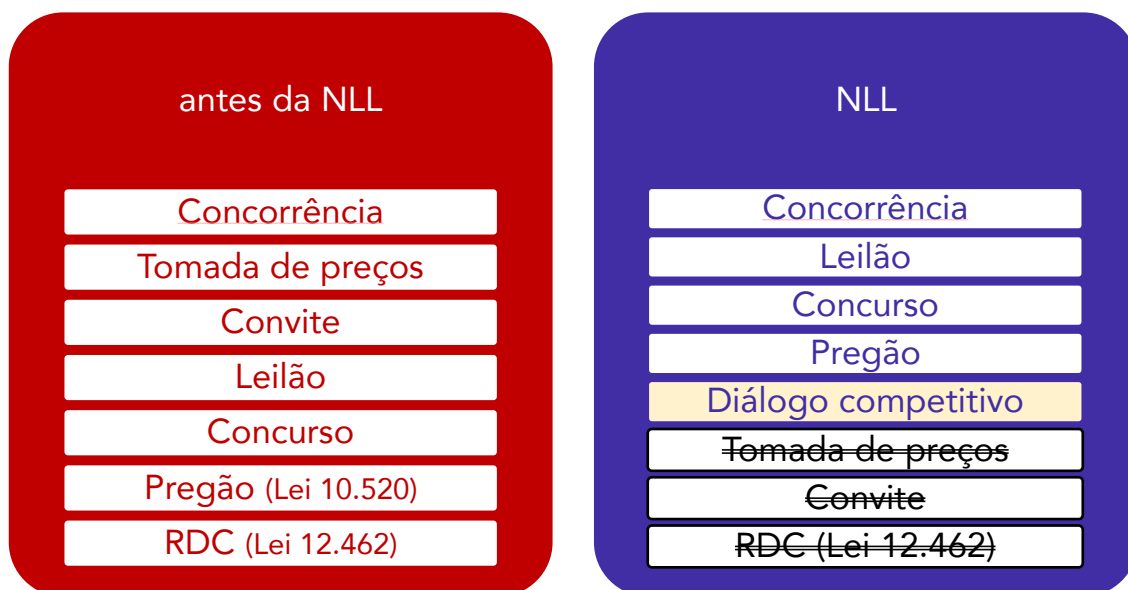 antes da NLL
Concorrência
Tomada de preços
Convite
Leilão
Concurso
Pregão (Lei 10.520)
RDC (Lei 12.462)
NLL
Concorrência
Leilão
Concurso
Pregão
Diálogo competitivo
Tomada de preços
Convite
RDC (Lei 12.462)